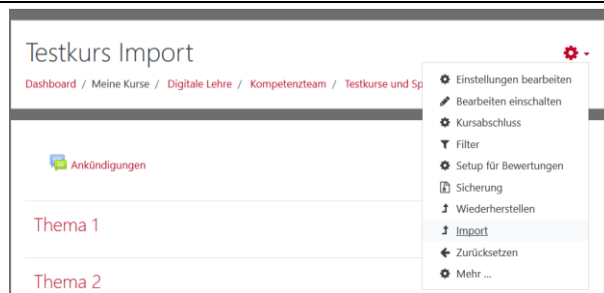 Testkurs Import
Dashboard / Meine Kurse / Digitale Lehre / Kompetenzteam / Testkurse und Sp
Einstellungen bearbeiten
Bearbeiten einschalten
Kursabschluss
Filter
Setup für Bewertungen
Sicherung
Wiederherstellen
Import
Zurücksetzen
Mehr ...
Ankündigungen
Thema 1
Thema 2